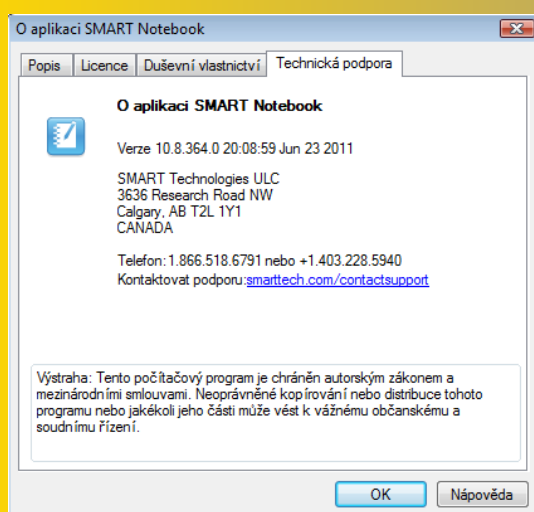 O aplikaci SMART Notebook
Popis Licence Duševní vlastnictví Technická podpora
O aplikaci SMART Notebook
Verze 10.8.364.0 20:08:59 Jun 23 2011
SMART Technologies ULC
3636 Research Road NW
Calgary, AB T2L 1Y1
CANADA
Telefon: 1.866.518.6791 nebo +1.403.228.5940
Kontaktovat podporu:smarttech.com/contactsupport
Výstraha: Tento počítačový program je chráněn autorským zákonem a
mezinárodními smlouvami. Neoprávněné kopírování nebo distribuce tohoto
programu nebo jakékoli jeho části může vést k vážnému občanskému a
soudnímu řízení.
OK Nápověda